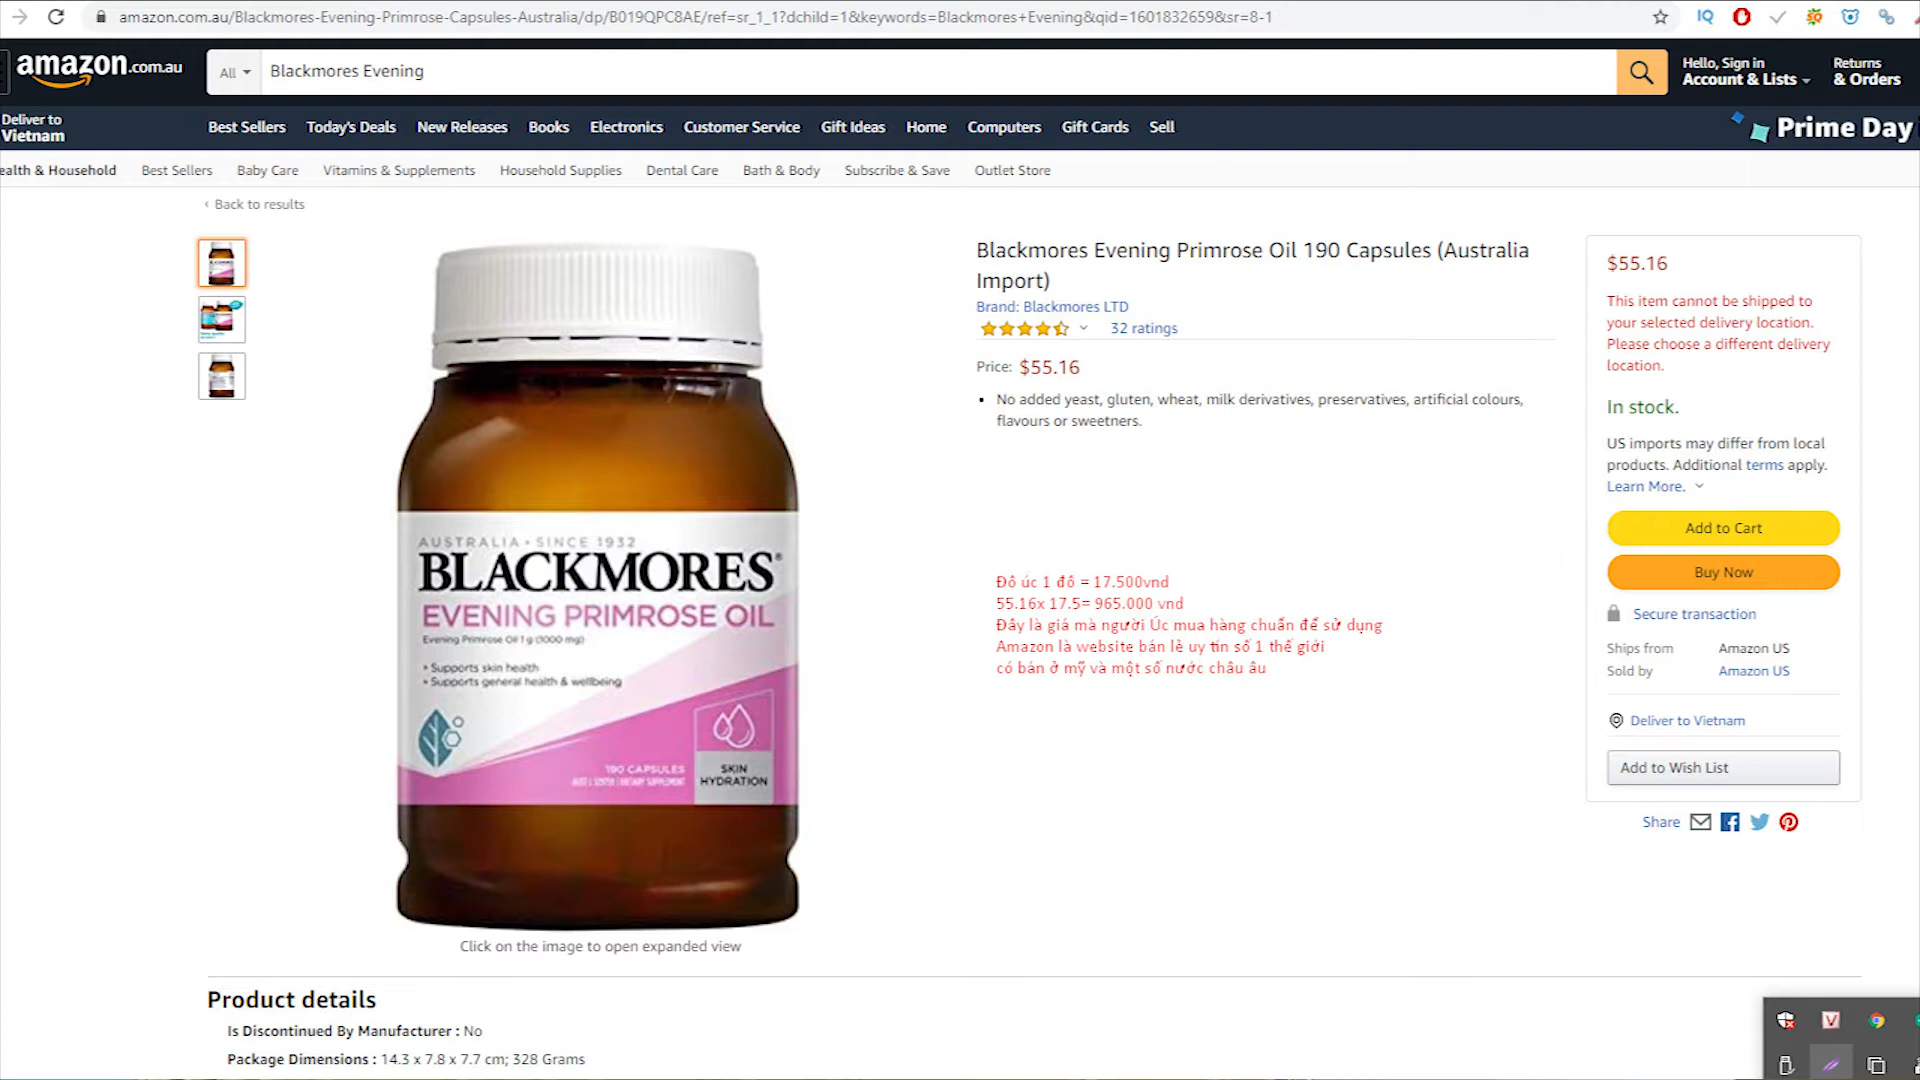 amazon.com.au/Blackmores-Evening-Primrose-Capsules-Australia/dp/B019QPC8AE/ref=sr_1_1?dchild=1&keywords=Blackmores+Evening&qid=1601832659&sr=8-1
IQ
amazon.com.au
All
Blackmores Evening
Hello, Sign in
Account & Lists
Returns
& Orders
Deliver to
Vietnam
Best Sellers Today's Deals New Releases Books Electronics Customer Service Gift Ideas Home Computers Gift Cards Sell
Prime Day
ealth & Household Best Sellers Baby Care Vitamins & Supplements Household Supplies Dental Care Bath & Body Subscribe & Save Outlet Store
‹ Back to results
AUSTRALIA • SINCE 1932
BLACKMORES®
EVENING PRIMROSE OIL
Evening Primrose Oil 1 g (1000 mg)
• Supports skin health
• Supports general health & wellbeing
190 CAPSULES
SKIN
HYDRATION
Click on the image to open expanded view
Blackmores Evening Primrose Oil 190 Capsules (Australia
Import)
Brand: Blackmores LTD
32 ratings
Price: $55.16
• No added yeast, gluten, wheat, milk derivatives, preservatives, artificial colours,
flavours or sweetners.
Đô úc 1 đô = 17.500vnd
55.16x 17.5= 965.000 vnd
Đây là giá mà người Úc mua hàng chuẩn để sử dụng
Amazon là website bán lẻ uy tín số 1 thế giới
có bán ở mỹ và một số nước châu âu
$55.16
This item cannot be shipped to
your selected delivery location.
Please choose a different delivery
location.
In stock.
US imports may differ from local
products. Additional terms apply.
Learn More.
Add to Cart
Buy Now
Secure transaction
Ships from Amazon US
Sold by Amazon US
Deliver to Vietnam
Add to Wish List
Share
Product details
Is Discontinued By Manufacturer : No
Package Dimensions : 14.3 x 7.8 x 7.7 cm; 328 Grams